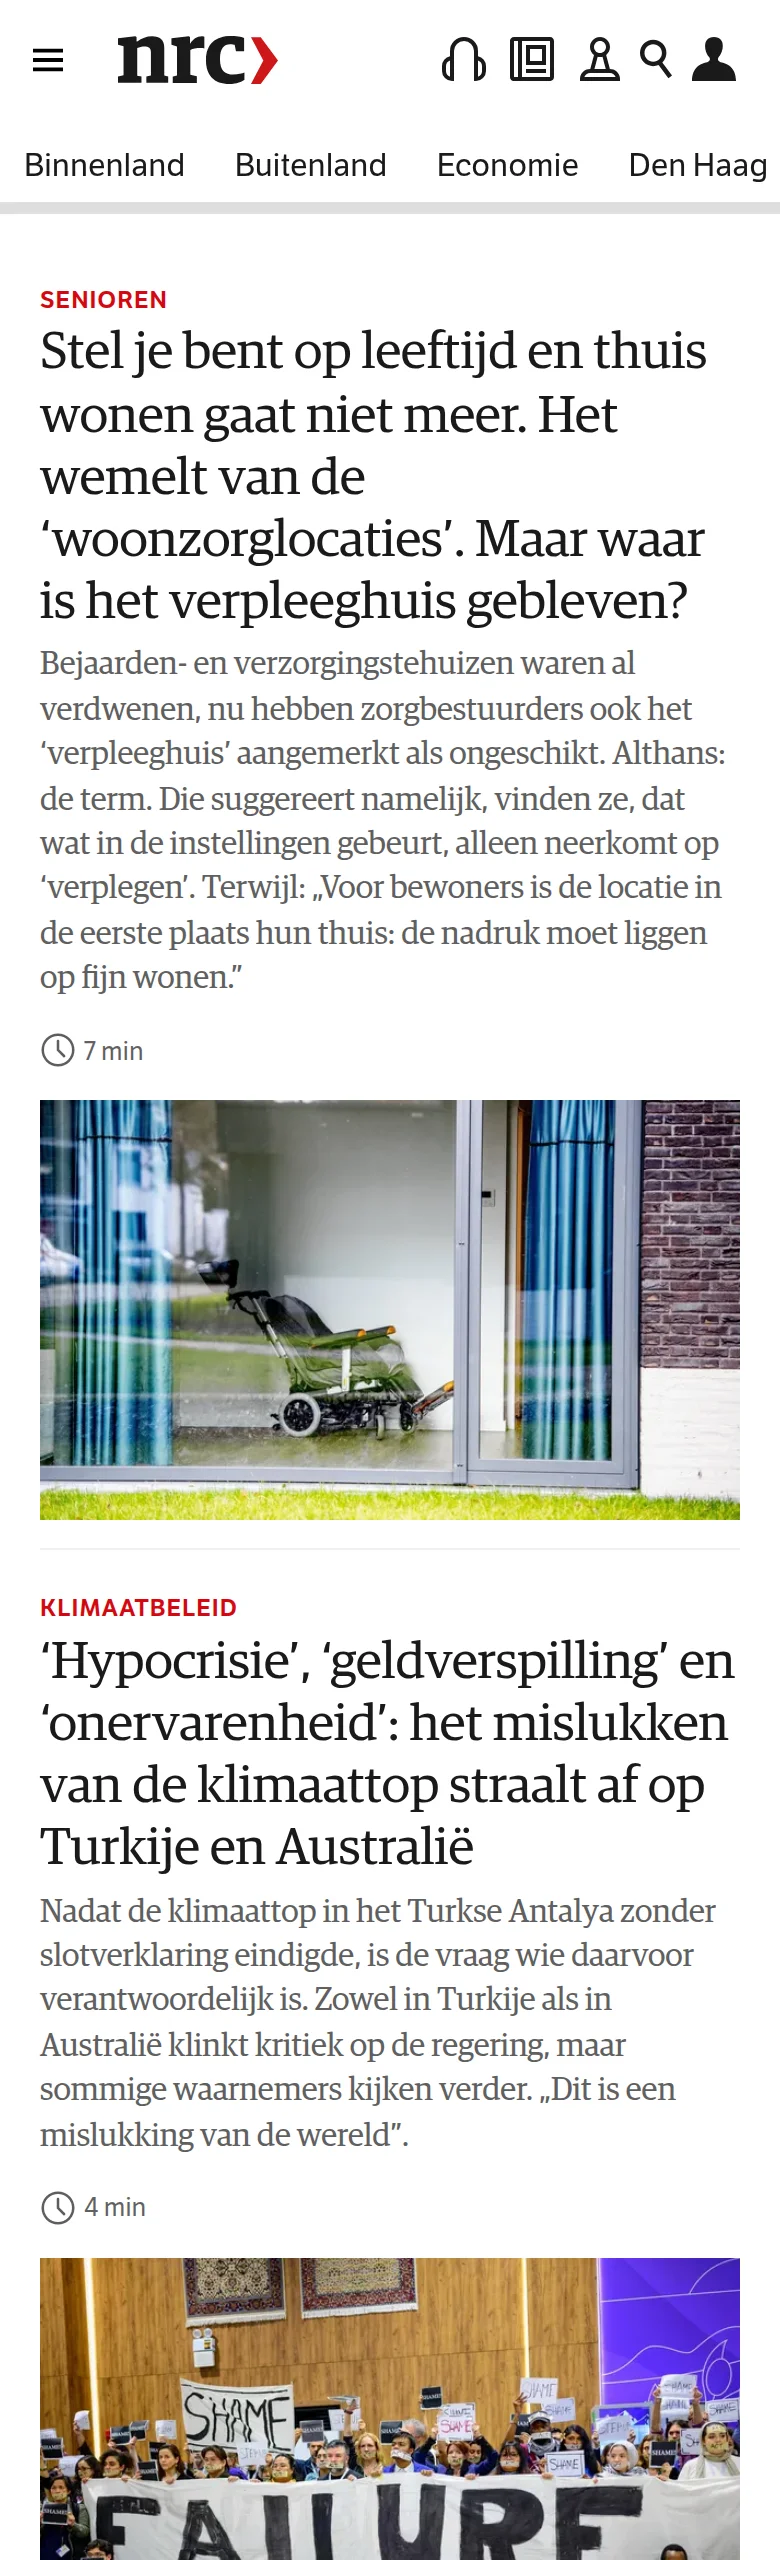 nrc
Binnenland Buitenland Economie Den Haag
SENIOREN
Stel je bent op leeftijd en thuis
wonen gaat niet meer. Het
wemelt van de
‘woonzorglocaties’. Maar waar
is het verpleeghuis gebleven?
Bejaarden- en verzorgingstehuizen waren al
verdwenen, nu hebben zorgbestuurders ook het
‘verpleeghuis’ aangemerkt als ongeschikt. Althans:
de term. Die suggereert namelijk, vinden ze, dat
wat in de instellingen gebeurt, alleen neerkomt op
‘verplegen’. Terwijl: „Voor bewoners is de locatie in
de eerste plaats hun thuis: de nadruk moet liggen
op fijn wonen.”
7 min
KLIMAATBELEID
‘Hypocrisie’, ‘geldverspilling’ en
‘onervarenheid’: het mislukken
van de klimaattop straalt af op
Turkije en Australië
Nadat de klimaattop in het Turkse Antalya zonder
slotverklaring eindigde, is de vraag wie daarvoor
verantwoordelijk is. Zowel in Turkije als in
Australië klinkt kritiek op de regering, maar
sommige waarnemers kijken verder. „Dit is een
mislukking van de wereld”.
4 min
SHAME
SHAME
SHAME
SHAME
FAILURE